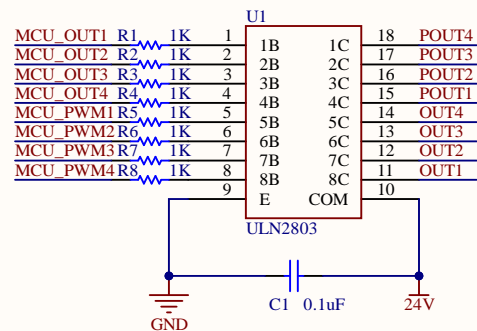 U1
MCU_OUT1 R1 1K 1 1B 1C 18 POUT4
MCU_OUT2 R2 1K 2 2B 2C 17 POUT3
MCU_OUT3 R3 1K 3 3B 3C 16 POUT2
MCU_OUT4 R4 1K 4 4B 4C 15 POUT1
MCU_PWM1 R5 1K 5 5B 5C 14 OUT4
MCU_PWM2 R6 1K 6 6B 6C 13 OUT3
MCU_PWM3 R7 1K 7 7B 7C 12 OUT2
MCU_PWM4 R8 1K 8 8B 8C 11 OUT1
9 E COM 10
ULN2803
C1 0.1uF 24V
GND